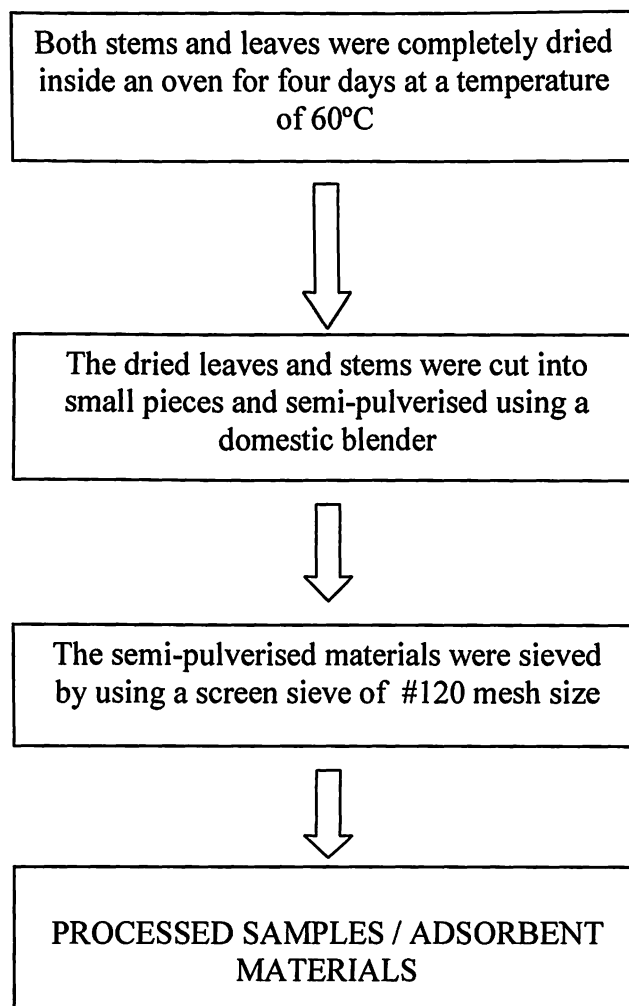 Both stems and leaves were completely dried
inside an oven for four days at a temperature
of 60ºC
The dried leaves and stems were cut into
small pieces and semi-pulverised using a
domestic blender
The semi-pulverised materials were sieved
by using a screen sieve of #120 mesh size
PROCESSED SAMPLES / ADSORBENT
MATERIALS